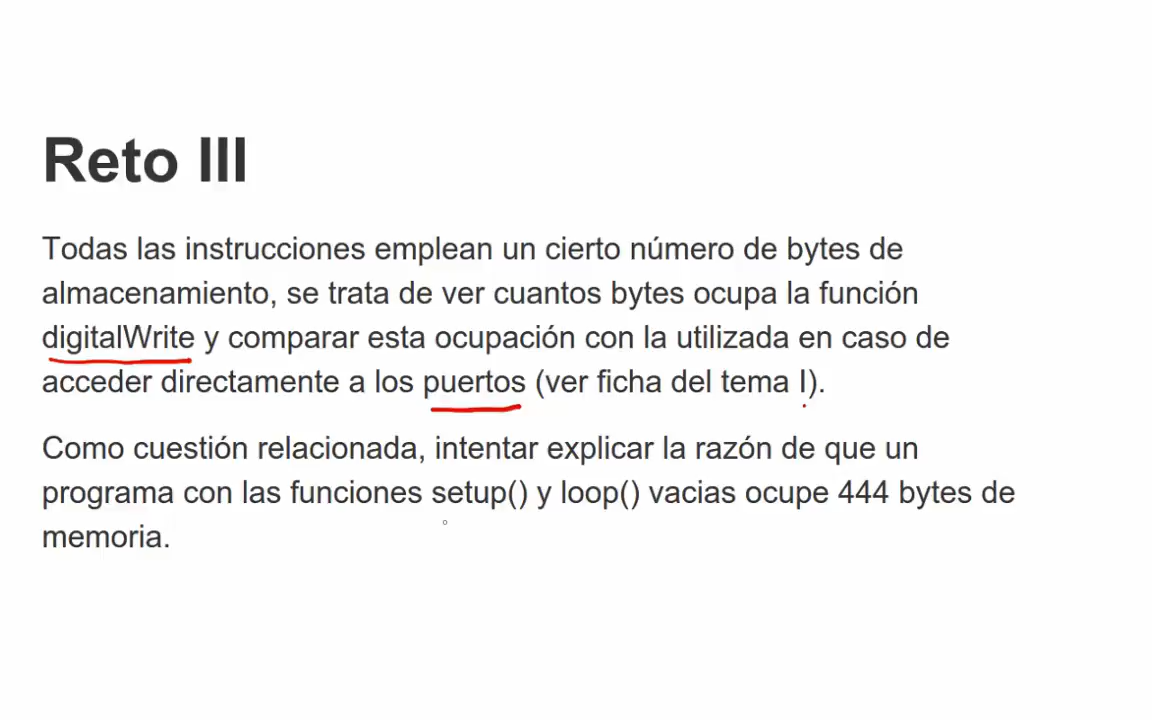 Reto III
Todas las instrucciones emplean un cierto número de bytes de
almacenamiento, se trata de ver cuantos bytes ocupa la función
digitalWrite y comparar esta ocupación con la utilizada en caso de
acceder directamente a los puertos (ver ficha del tema I).
Como cuestión relacionada, intentar explicar la razón de que un
programa con las funciones setup() y loop() vacias ocupe 444 bytes de
memoria.